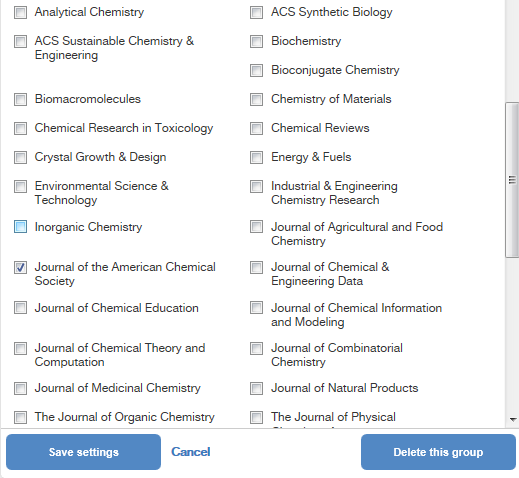 Analytical Chemistry
ACS Synthetic Biology
ACS Sustainable Chemistry &
Engineering
Biochemistry
Bioconjugate Chemistry
Biomacromolecules
Chemistry of Materials
Chemical Research in Toxicology
Chemical Reviews
Crystal Growth & Design
Energy & Fuels
Environmental Science &
Technology
Industrial & Engineering
Chemistry Research
Inorganic Chemistry
Journal of Agricultural and Food
Chemistry
Journal of the American Chemical
Society
Journal of Chemical &
Engineering Data
Journal of Chemical Education
Journal of Chemical Information
and Modeling
Journal of Chemical Theory and
Computation
Journal of Combinatorial
Chemistry
Journal of Medicinal Chemistry
Journal of Natural Products
The Journal of Organic Chemistry
The Journal of Physical
Save settings
Cancel
Delete this group